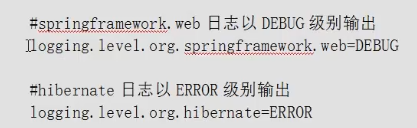 #springframework.web 日志以 DEBUG 级别输出
logging.level.org.springframework.web=DEBUG
#hibernate 日志以 ERROR 级别输出
logging.level.org.hibernate=ERROR